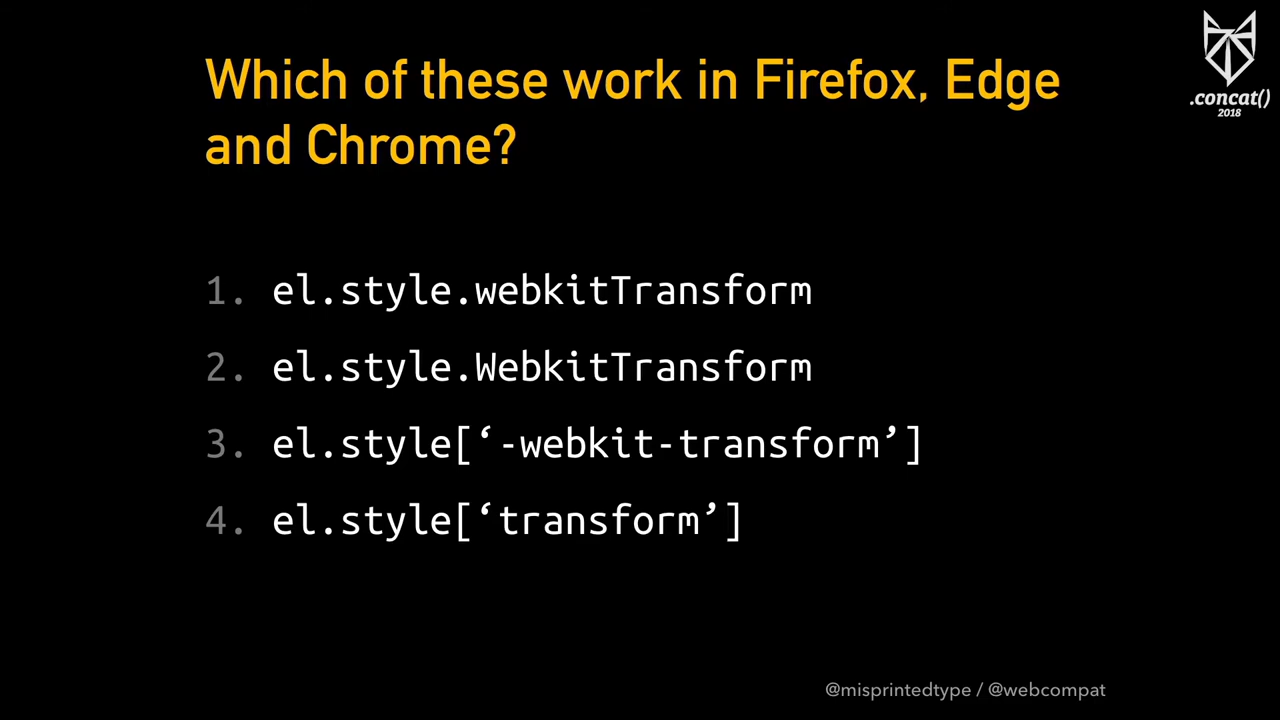 Which of these work in Firefox, Edge
and Chrome?
.concat()
2018
1. el.style.webkitTransform
2. el.style.WebkitTransform
3. el.style[‘-webkit-transform’]
4. el.style[‘transform’]
@misprintedtype / @webcompat